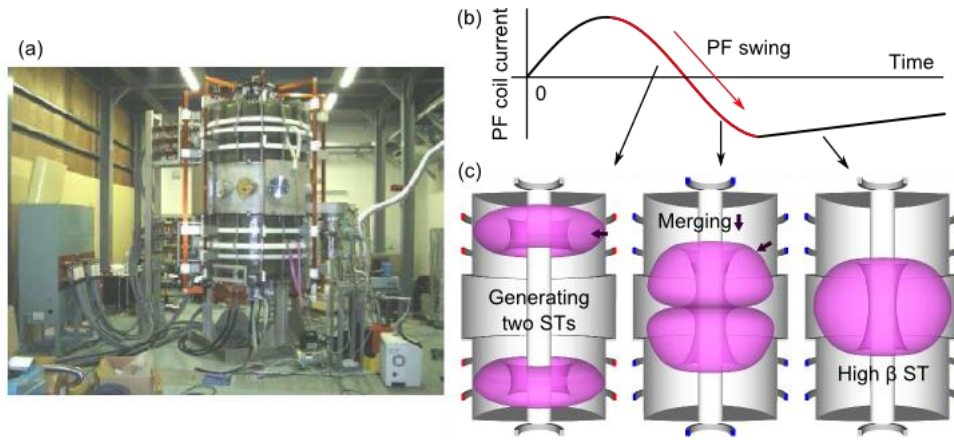 (a)
(b)
PF coil current
PF swing
Time
0
(c)
Generating
two STs
Merging
High β ST